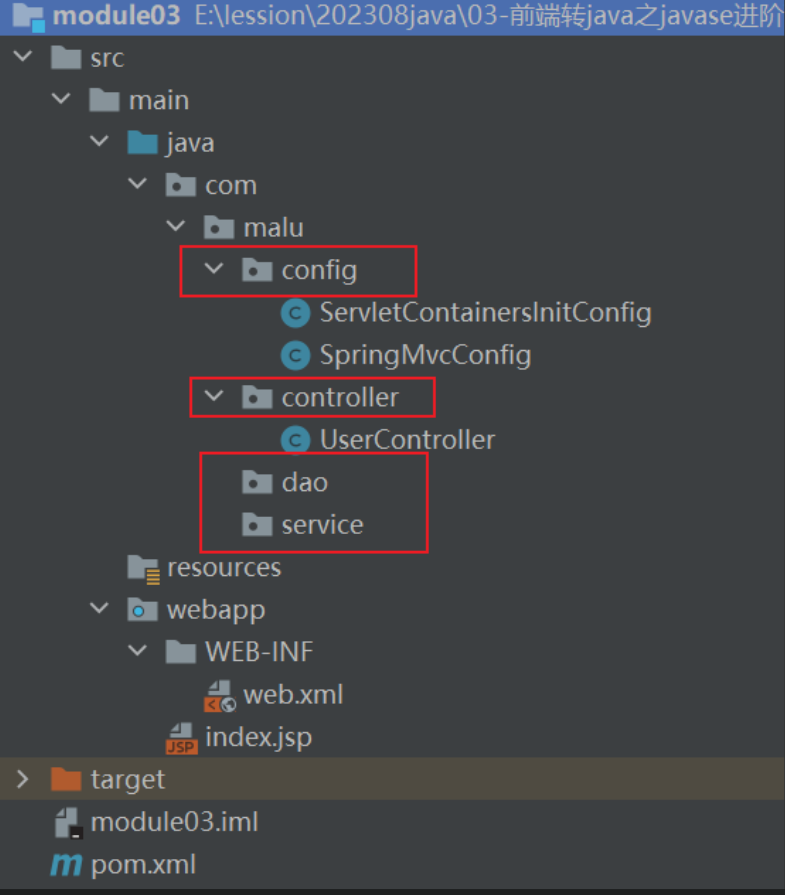 module03 E:\lession\202308java\03-前端转java之javase进阶
src
main
java
com
malu
config
ServletContainersInitConfig
SpringMvcConfig
controller
UserController
dao
service
resources
webapp
WEB-INF
web.xml
JSP index.jsp
target
module03.iml
m pom.xml